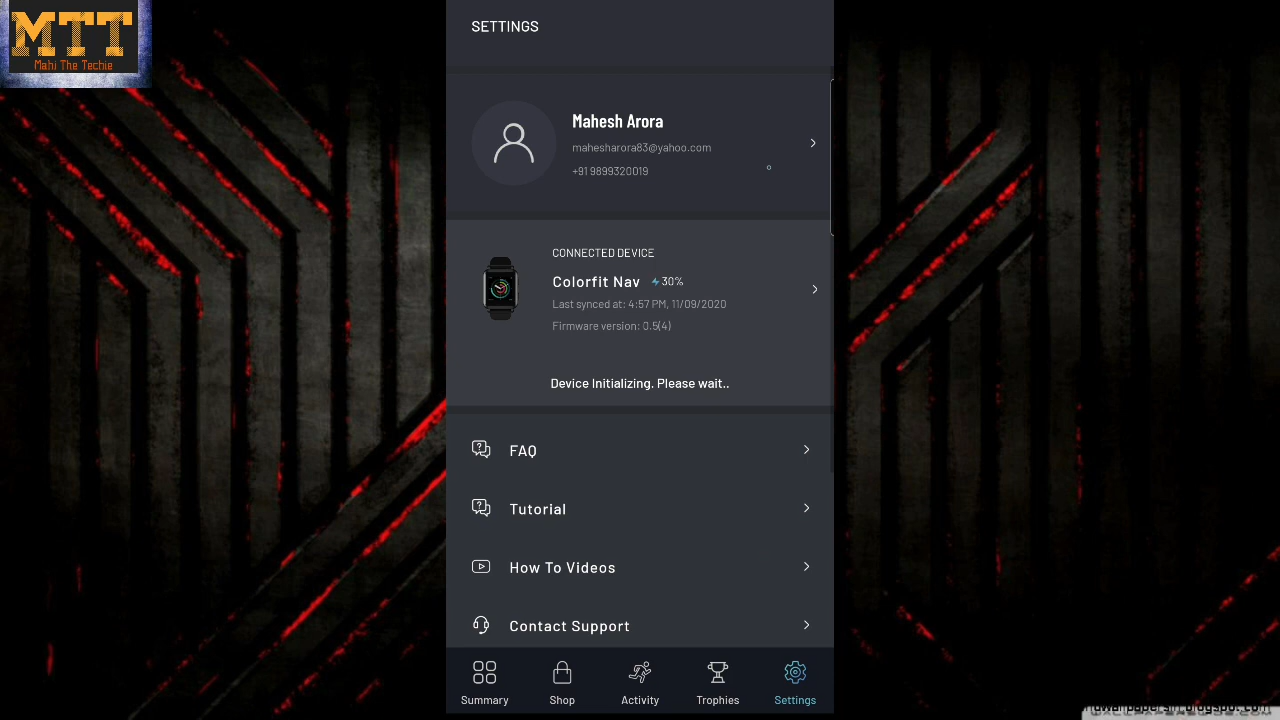 MTT
Mahi The Techie
SETTINGS
Mahesh Arora
mahesharora83@yahoo.com
+91 9899320019
CONNECTED DEVICE
Colorfit Nav 30%
Last synced at: 4:57 PM, 11/09/2020
Firmware version: 0.5(4)
Device Initializing. Please wait..
FAQ
Tutorial
How To Videos
Contact Support
Summary
Shop
Activity
Trophies
Settings